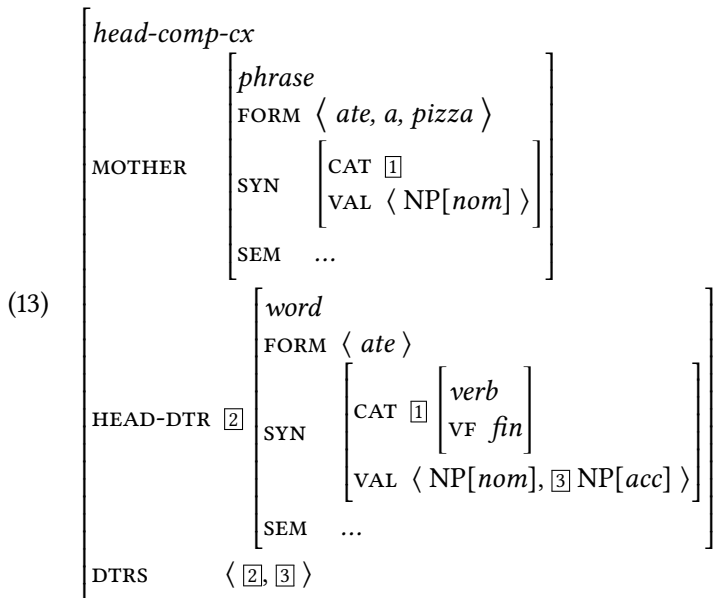 head-comp-cx
phrase
FORM ⟨ ate, a, pizza ⟩
MOTHER
SYN
CAT 1
VAL ⟨ NP[nom] ⟩
SEM ...
(13)
word
FORM ⟨ ate ⟩
HEAD-DTR 2
SYN
CAT 1
verb
VF fin
VAL ⟨ NP[nom], 3 NP[acc] ⟩
SEM ...
DTRS ⟨ 2, 3 ⟩